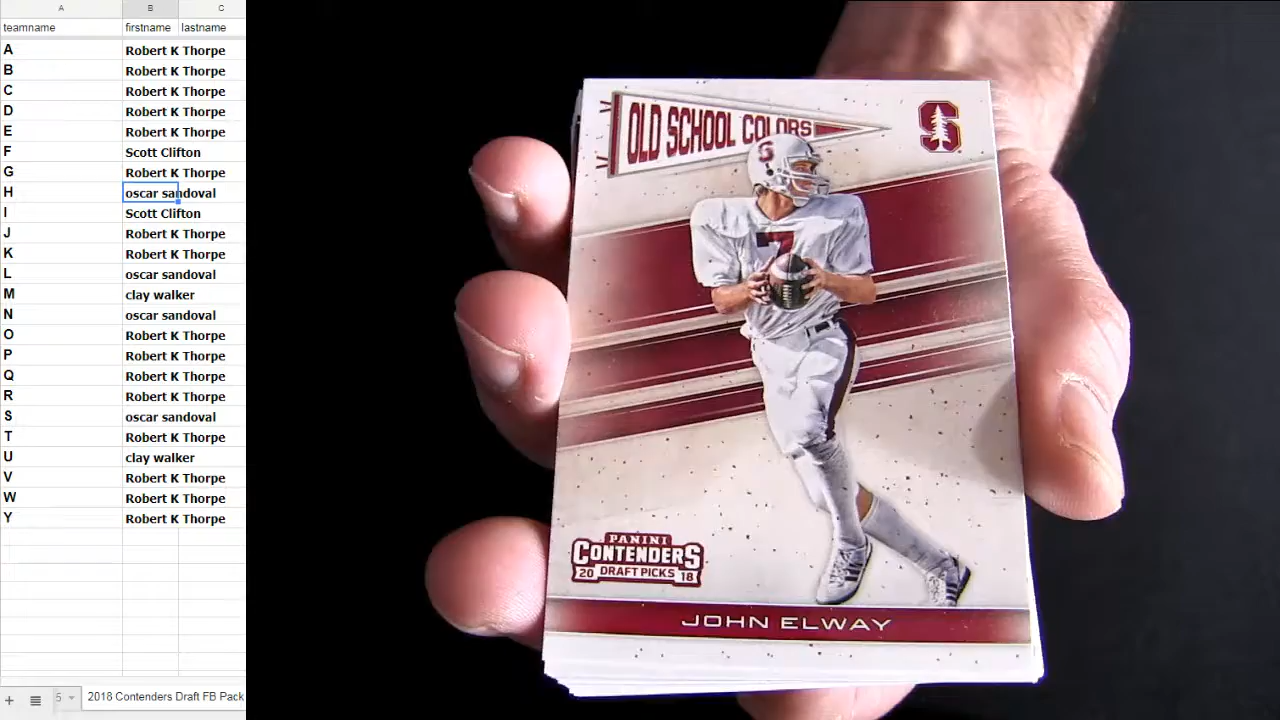 A B C
teamname firstname lastname
A Robert K Thorpe
B Robert K Thorpe
C Robert K Thorpe
D Robert K Thorpe
E Robert K Thorpe
F Scott Clifton
G Robert K Thorpe
H oscar sandoval
I Scott Clifton
J Robert K Thorpe
K Robert K Thorpe
L oscar sandoval
M clay walker
N oscar sandoval
O Robert K Thorpe
P Robert K Thorpe
Q Robert K Thorpe
R Robert K Thorpe
S oscar sandoval
T Robert K Thorpe
U clay walker
V Robert K Thorpe
W Robert K Thorpe
Y Robert K Thorpe
5 2018 Contenders Draft FB Pack
OLD SCHOOL COLORS
S
S
7
PANINI
CONTENDERS
20 DRAFT PICKS 18
JOHN ELWAY